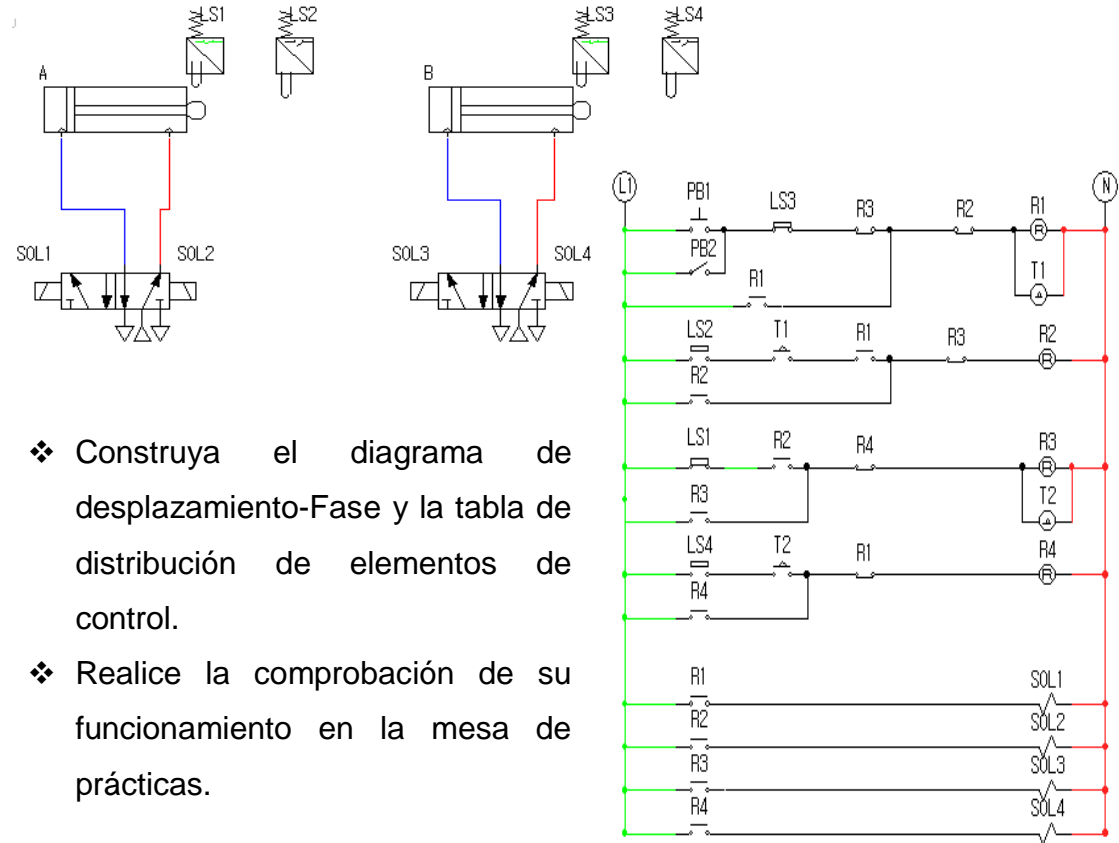 LS1 LS2 LS3 LS4
A B
SOL1 SOL2 SOL3 SOL4
L1 N
PB1 LS3 R3 R2 R1
PB2 T1
R1
LS2 T1 R1 R3 R2
R2
LS1 R2 R4 R3
R3 T2
LS4 T2 R1 R4
R4
R1 SOL1
R2 SOL2
R3 SOL3
R4 SOL4
❖ Construya el diagrama de
desplazamiento-Fase y la tabla de
distribución de elementos de
control.
❖ Realice la comprobación de su
funcionamiento en la mesa de
prácticas.